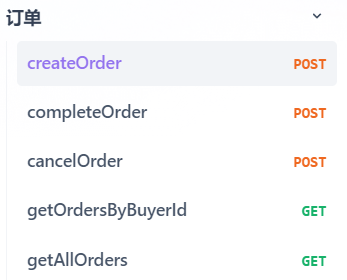 订单
createOrder POST
completeOrder POST
cancelOrder POST
getOrdersByBuyerId GET
getAllOrders GET